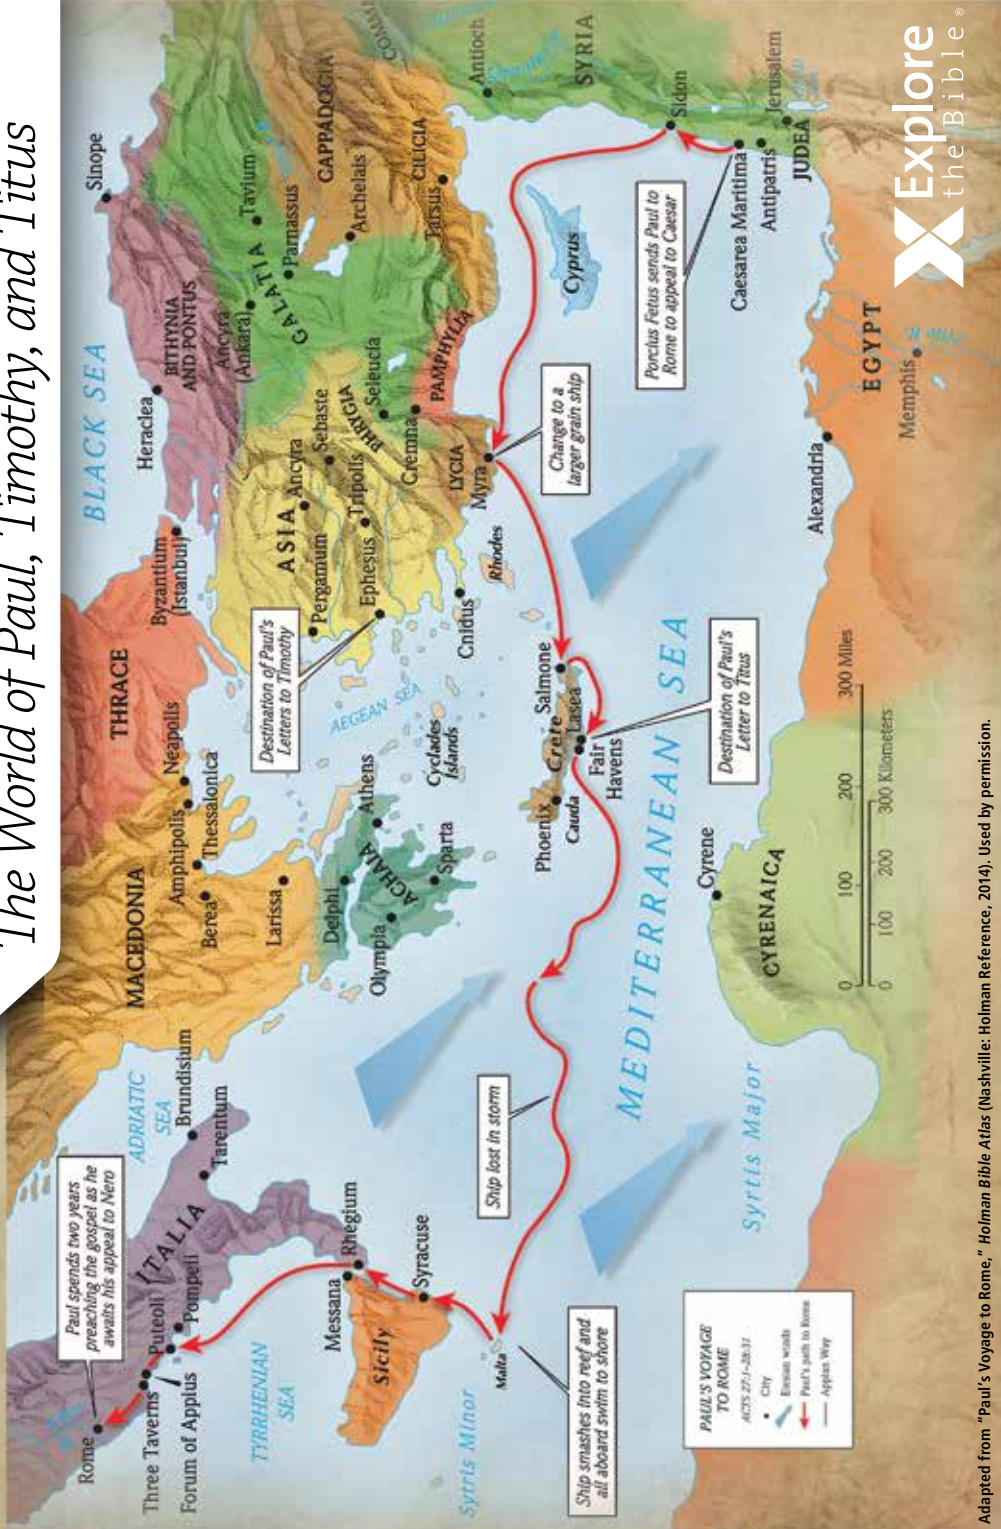 The World of Paul, Timothy, and Titus
Paul spends two years
preaching the gospel as he
awaits his appeal to Nero
Rome
Three Taverns
Forum of Appius
Puteoli
Pompeii
ITALIA
Tarentum
Brundisium
ADRIATIC
SEA
TYRRHENIAN
SEA
Messana
Rhegium
Sicily
Syracuse
Malta
Sytris Minor
Ship smashes into reef and
all aboard swim to shore
Ship lost in storm
MACEDONIA
Amphipolis
Neapolis
Thessalonica
Berea
Larissa
Delphi
ACHAIA
Athens
Olympia
Sparta
Cyclades
Islands
AEGEAN SEA
THRACE
Byzantium
(Istanbul)
BLACK SEA
Heraclea
Sinope
BITHYNIA
AND PONTUS
Ancyra
(Ankara)
GALATIA
Tavium
Parnassus
CAPPADOCIA
Archelais
CILICIA
Tarsus
Antioch
SYRIA
Destination of Paul's
Letters to Timothy
ASIA
Ancyra
Pergamum
Ephesus
Tripolis
Sebaste
PHRYGIA
Seleucia
Cremna
PAMPHYLIA
LYCIA
Myra
Cnidus
Rhodes
Change to a
larger grain ship
Cyprus
Sidon
Caesarea Maritima
Antipatris
Jerusalem
JUDEA
Porcius Fetus sends Paul to
Rome to appeal to Caesar
Salmone
Crete
Lasea
Fair
Havens
Phoenix
Cauda
Destination of Paul's
Letter to Titus
MEDITERRANEAN SEA
Syrtis Major
Cyrene
CYRENAICA
Alexandria
EGYPT
Memphis
Nile R.
0 100 200 300 Miles
0 100 200 300 Kilometers
PAUL'S VOYAGE
TO ROME
ACTS 27:1–28:31
City
Etesian winds
Paul's path to Rome
Appian Way
Explore
the Bible®
Adapted from "Paul's Voyage to Rome," Holman Bible Atlas (Nashville: Holman Reference, 2014). Used by permission.